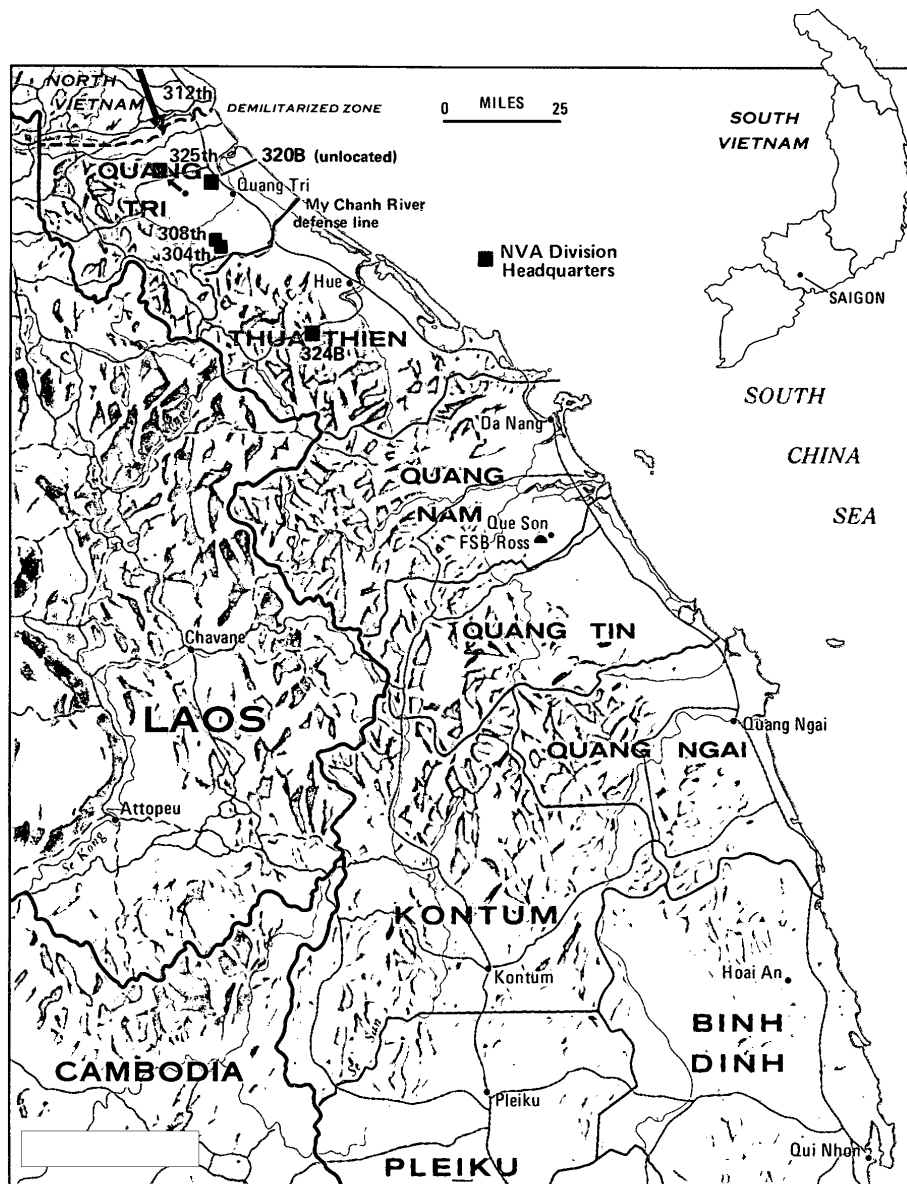 NORTH
VIETNAM
312th
DEMILITARIZED ZONE
0 MILES 25
SOUTH
VIETNAM
325th
320B (unlocated)
QUANG
TRI
Quang Tri
My Chanh River
defense line
308th
304th
NVA Division
Headquarters
Hue
SAIGON
THUA THIEN
324B
SOUTH
CHINA
SEA
Da Nang
QUANG
NAM
Que Son
FSB Ross
QUANG TIN
Chavane
LAOS
Quang Ngai
QUANG NGAI
Attopeu
Se Kong
KONTUM
Kontum
Hoai An
Se San
BINH
DINH
CAMBODIA
Pleiku
Qui Nhon
PLEIKU